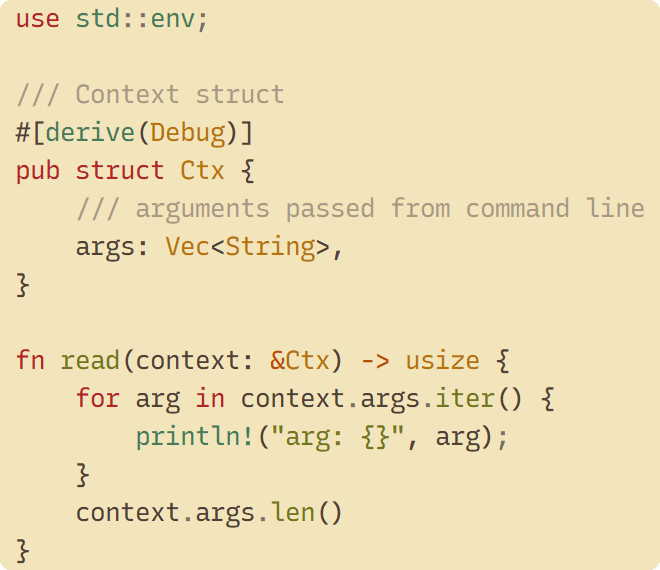 use std::env;

/// Context struct
#[derive(Debug)]
pub struct Ctx {
    /// arguments passed from command line
    args: Vec<String>,
}

fn read(context: &Ctx) -> usize {
    for arg in context.args.iter() {
        println!("arg: {}", arg);
    }
    context.args.len()
}